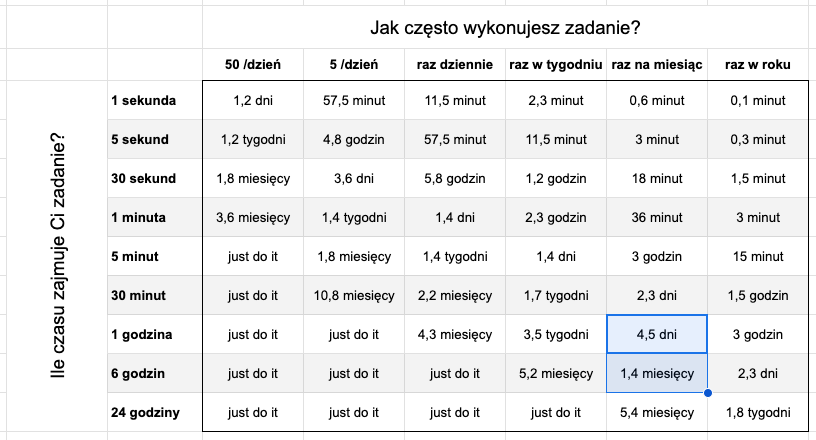 Jak często wykonujesz zadanie?
50 /dzień 5 /dzień raz dziennie raz w tygodniu raz na miesiąc raz w roku
Ile czasu zajmuje Ci zadanie?
1 sekunda 1,2 dni 57,5 minut 11,5 minut 2,3 minut 0,6 minut 0,1 minut
5 sekund 1,2 tygodni 4,8 godzin 57,5 minut 11,5 minut 3 minut 0,3 minut
30 sekund 1,8 miesięcy 3,6 dni 5,8 godzin 1,2 godzin 18 minut 1,5 minut
1 minuta 3,6 miesięcy 1,4 tygodni 1,4 dni 2,3 godzin 36 minut 3 minut
5 minut just do it 1,8 miesięcy 1,4 tygodni 1,4 dni 3 godzin 15 minut
30 minut just do it 10,8 miesięcy 2,2 miesięcy 1,7 tygodni 2,3 dni 1,5 godzin
1 godzina just do it just do it 4,3 miesięcy 3,5 tygodni 4,5 dni 3 godzin
6 godzin just do it just do it just do it 5,2 miesięcy 1,4 miesięcy 2,3 dni
24 godziny just do it just do it just do it just do it 5,4 miesięcy 1,8 tygodni